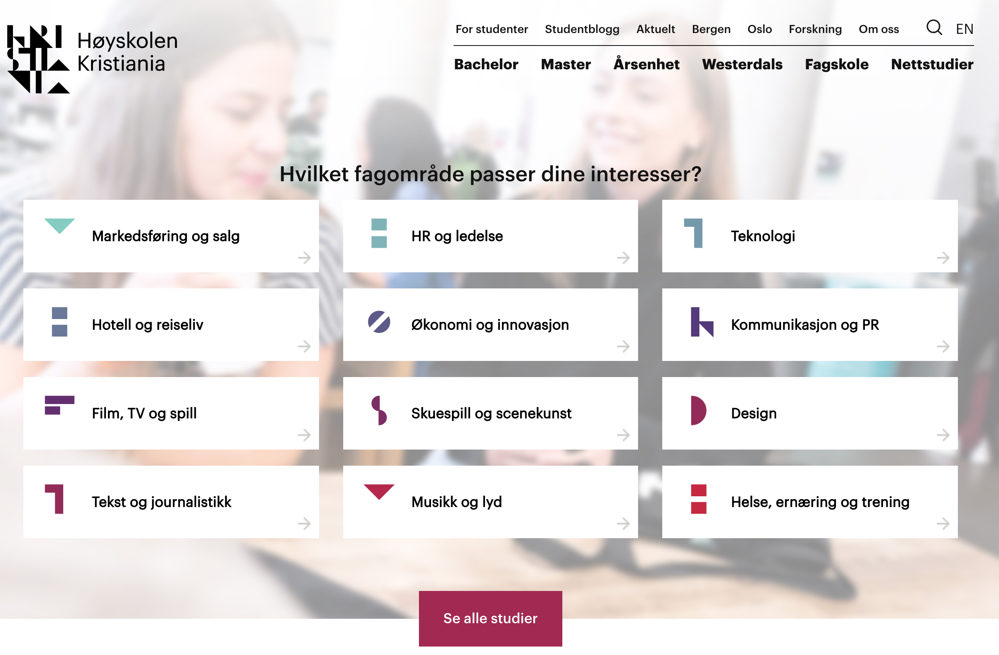 Høyskolen
Kristiania
For studenter Studentblogg Aktuelt Bergen Oslo Forskning Om oss EN
Bachelor Master Årsenhet Westerdals Fagskole Nettstudier
Hvilket fagområde passer dine interesser?
Markedsføring og salg
HR og ledelse
Teknologi
Hotell og reiseliv
Økonomi og innovasjon
Kommunikasjon og PR
Film, TV og spill
Skuespill og scenekunst
Design
Tekst og journalistikk
Musikk og lyd
Helse, ernæring og trening
Se alle studier